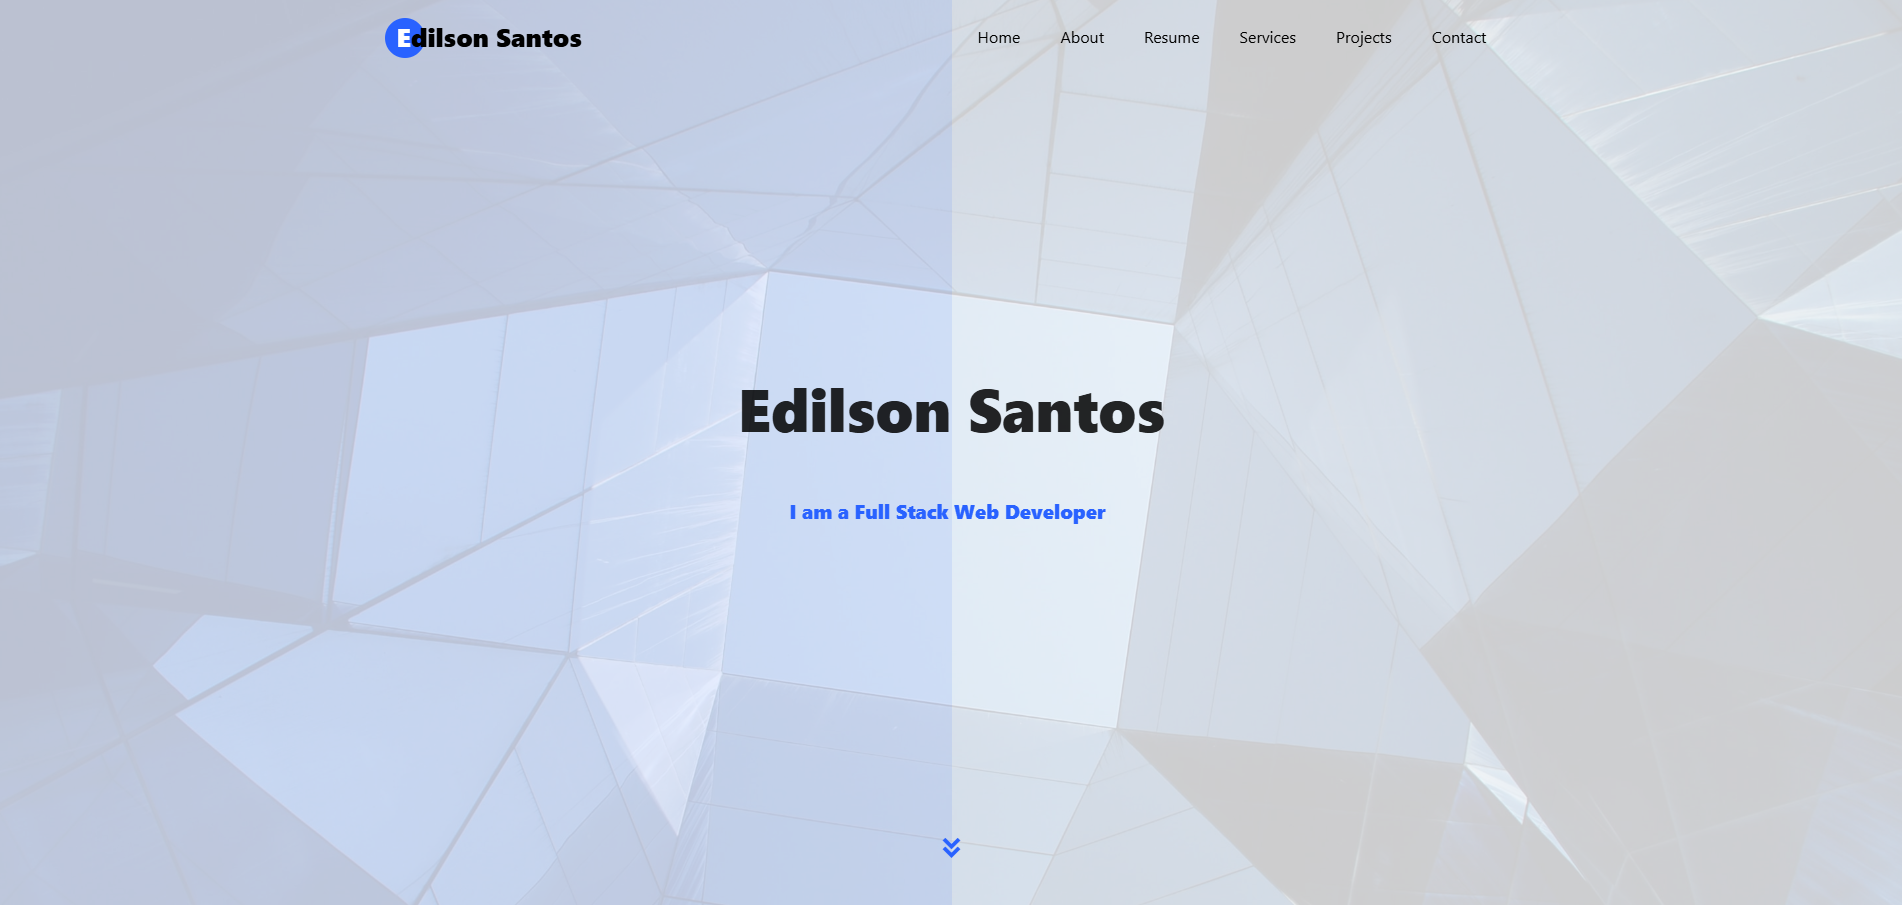 Edilson Santos
Home About Resume Services Projects Contact
Edilson Santos
I am a Full Stack Web Developer